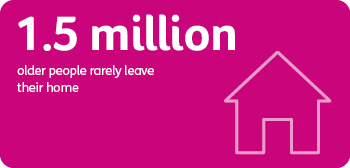 1.5 million
older people rarely leave
their home